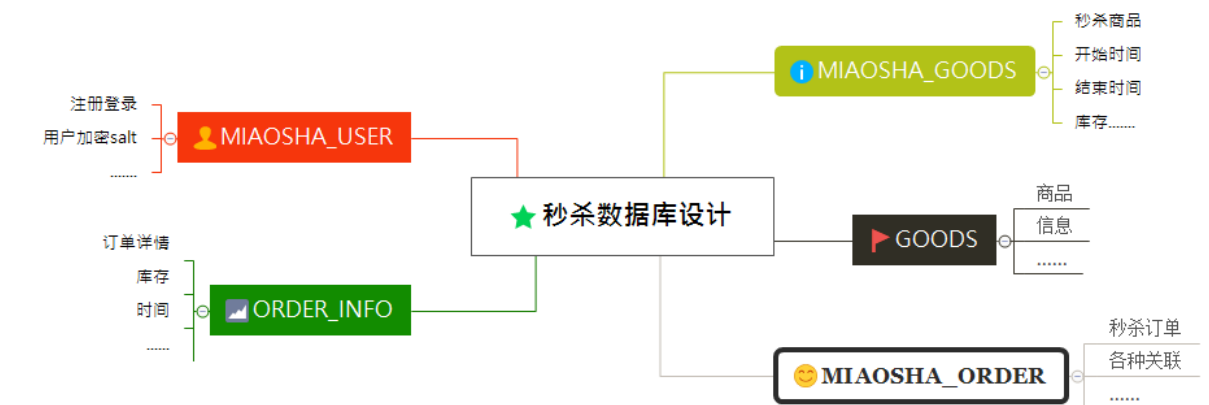 秒杀数据库设计
MIAOSHA_USER
注册登录
用户加密salt
.......
ORDER_INFO
订单详情
库存
时间
......
MIAOSHA_GOODS
秒杀商品
开始时间
结束时间
库存.......
GOODS
商品
信息
......
MIAOSHA_ORDER
秒杀订单
各种关联
......